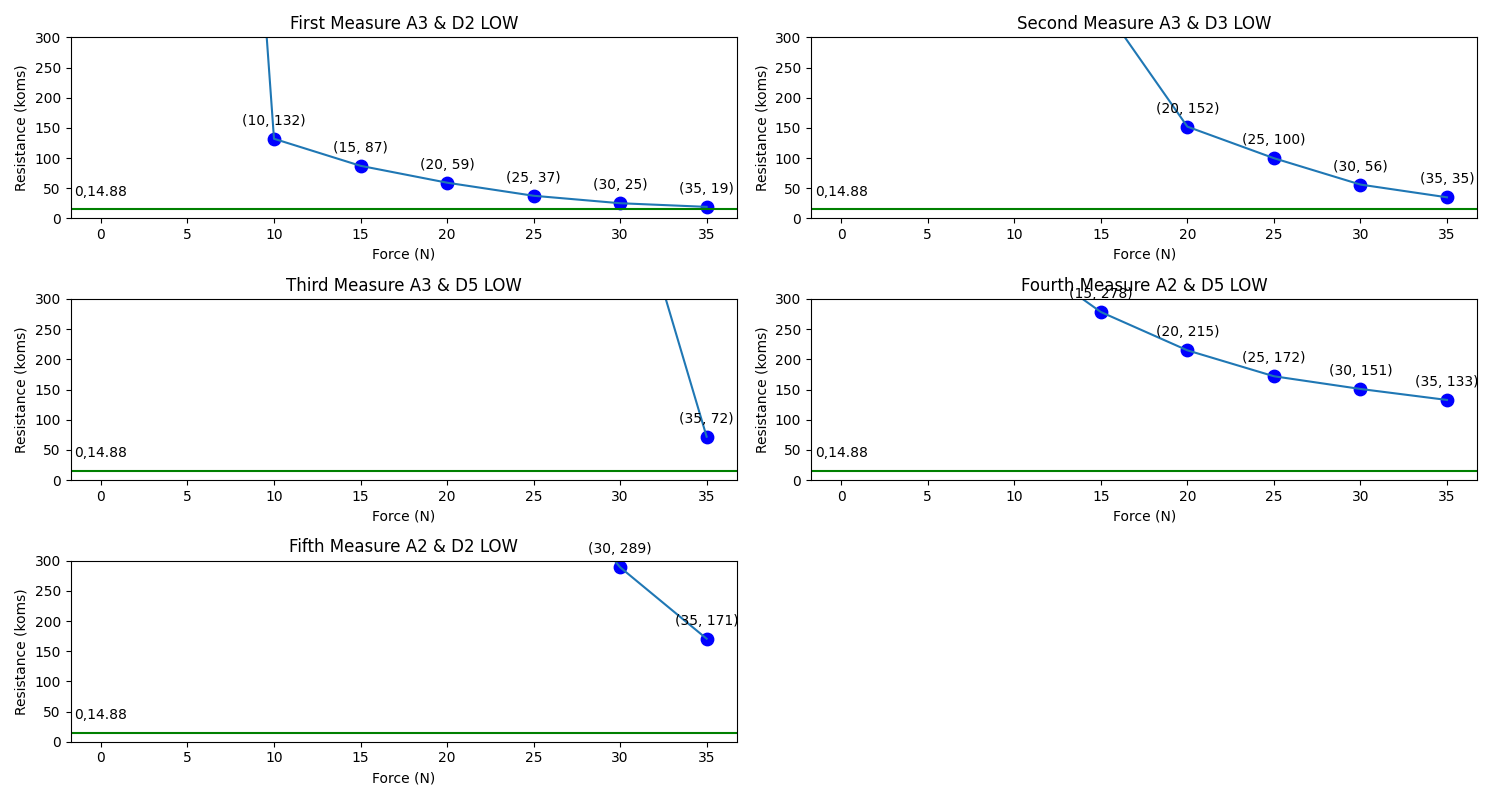 First Measure A3 & D2 LOW
Resistance (koms)
300
250
200
150
100
50
0
(10, 132)
(15, 87)
(20, 59)
(25, 37)
(30, 25)
(35, 19)
0,14.88
0 5 10 15 20 25 30 35
Force (N)
Second Measure A3 & D3 LOW
Resistance (koms)
300
250
200
150
100
50
0
(20, 152)
(25, 100)
(30, 56)
(35, 35)
0,14.88
0 5 10 15 20 25 30 35
Force (N)
Third Measure A3 & D5 LOW
Resistance (koms)
300
250
200
150
100
50
0
(35, 72)
0,14.88
0 5 10 15 20 25 30 35
Force (N)
Fourth Measure A2 & D5 LOW
Resistance (koms)
300
250
200
150
100
50
0
(15, 278)
(20, 215)
(25, 172)
(30, 151)
(35, 133)
0,14.88
0 5 10 15 20 25 30 35
Force (N)
Fifth Measure A2 & D2 LOW
Resistance (koms)
300
250
200
150
100
50
0
(30, 289)
(35, 171)
0,14.88
0 5 10 15 20 25 30 35
Force (N)